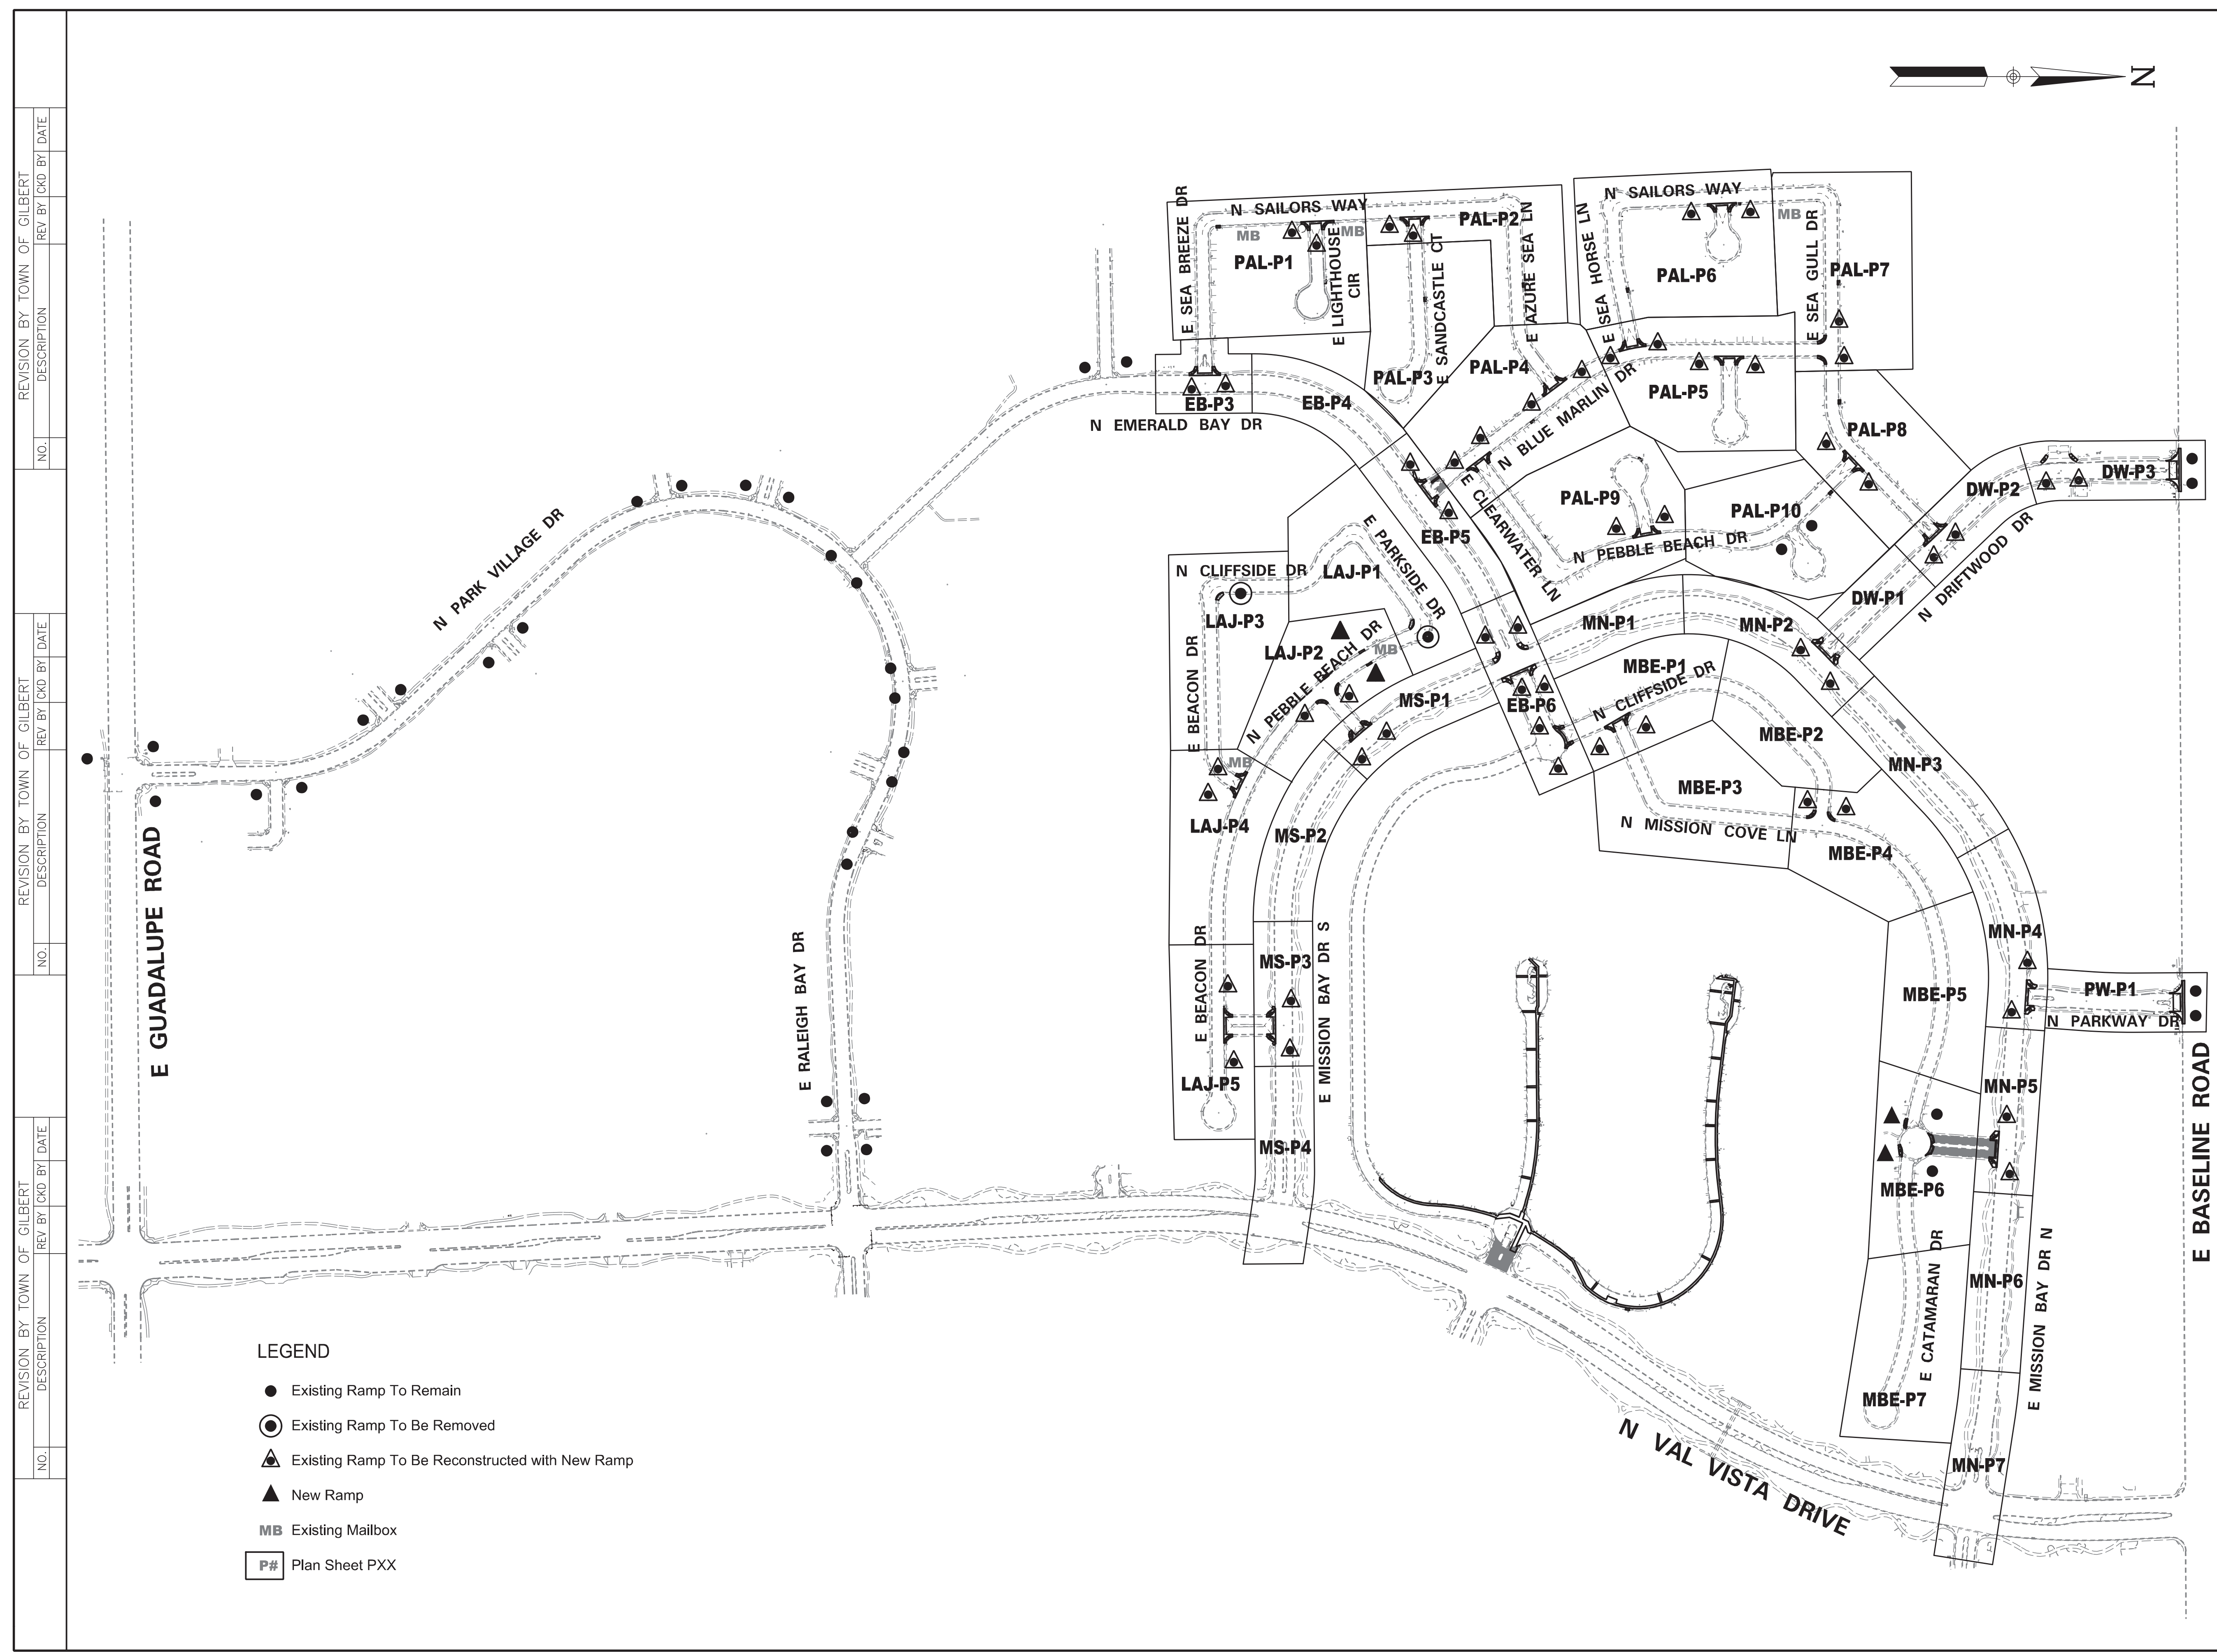 REVISION BY TOWN OF GILBERT
NO.
DESCRIPTION
REV BY
CKD BY
DATE
REVISION BY TOWN OF GILBERT
NO.
DESCRIPTION
REV BY
CKD BY
DATE
REVISION BY TOWN OF GILBERT
NO.
DESCRIPTION
REV BY
CKD BY
DATE
N
N SAILORS WAY
N SAILORS WAY
E SEA BREEZE DR
MB
MB
PAL-P1
E LIGHTHOUSE
CIR
PAL-P2
E SANDCASTLE CT
E AZURE SEA LN
E SEA HORSE LN
PAL-P6
MB
E SEA GULL DR
PAL-P7
PAL-P3
PAL-P4
PAL-P5
N BLUE MARLIN DR
EB-P3
EB-P4
N EMERALD BAY DR
PAL-P8
PAL-P9
PAL-P10
E CLEARWATER LN
N PEBBLE BEACH DR
DW-P2
DW-P3
DW-P1
N DRIFTWOOD DR
EB-P5
N PARK VILLAGE DR
N CLIFFSIDE DR
LAJ-P1
E PARKSIDE DR
LAJ-P3
LAJ-P2
MB
N PEBBLE BEACH DR
E BEACON DR
MB
LAJ-P4
MN-P1
MN-P2
MBE-P1
N CLIFFSIDE DR
MS-P1
EB-P6
MBE-P2
MN-P3
MBE-P3
N MISSION COVE LN
MBE-P4
MS-P2
E GUADALUPE ROAD
E RALEIGH BAY DR
E BEACON DR
MS-P3
E MISSION BAY DR S
LAJ-P5
MS-P4
MN-P4
MBE-P5
PW-P1
N PARKWAY DR
MN-P5
MBE-P6
E BASELINE ROAD
E CATAMARAN DR
MN-P6
E MISSION BAY DR N
MBE-P7
MN-P7
N VAL VISTA DRIVE
LEGEND
Existing Ramp To Remain
Existing Ramp To Be Removed
Existing Ramp To Be Reconstructed with New Ramp
New Ramp
MB Existing Mailbox
P# Plan Sheet PXX